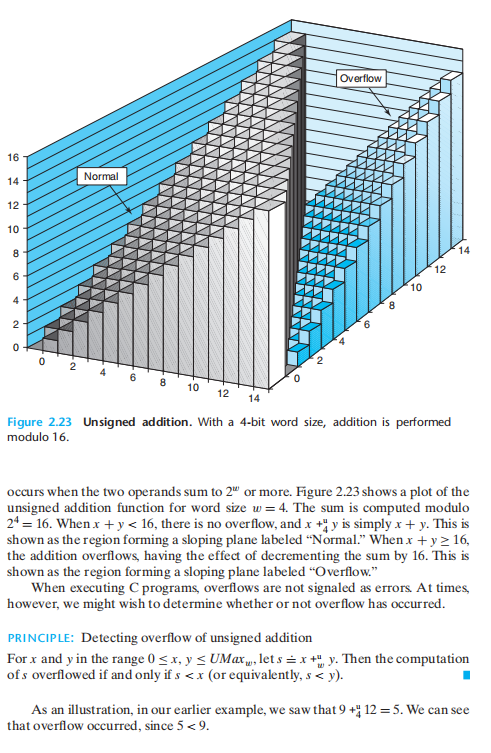 Overflow
Normal
16
14
12
10
8
6
4
2
0
0
2
4
6
8
10
12
14
0
2
4
6
8
10
12
14
Figure 2.23 Unsigned addition. With a 4-bit word size, addition is performed
modulo 16.
occurs when the two operands sum to 2ʷ or more. Figure 2.23 shows a plot of the
unsigned addition function for word size w = 4. The sum is computed modulo
2⁴ = 16. When x + y < 16, there is no overflow, and x +ᵘ₄ y is simply x + y. This is
shown as the region forming a sloping plane labeled “Normal.” When x + y ≥ 16,
the addition overflows, having the effect of decrementing the sum by 16. This is
shown as the region forming a sloping plane labeled “Overflow.”
When executing C programs, overflows are not signaled as errors. At times,
however, we might wish to determine whether or not overflow has occurred.
PRINCIPLE: Detecting overflow of unsigned addition
For x and y in the range 0 ≤ x, y ≤ UMax_w, let s ≐ x +ᵘ_w y. Then the computation
of s overflowed if and only if s < x (or equivalently, s < y).
As an illustration, in our earlier example, we saw that 9 +ᵘ₄ 12 = 5. We can see
that overflow occurred, since 5 < 9.